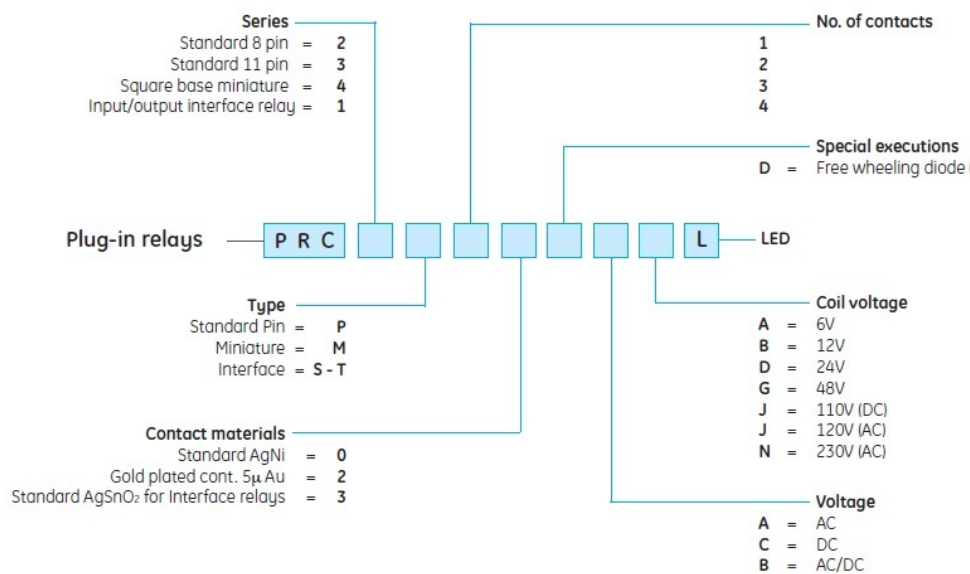 Series
Standard 8 pin = 2
Standard 11 pin = 3
Square base miniature = 4
Input/output interface relay = 1
No. of contacts
1
2
3
4
Special executions
D = Free wheeling diode (
Plug-in relays P R C L LED
Type
Standard Pin = P
Miniature = M
Interface = S - T
Contact materials
Standard AgNi = 0
Gold plated cont. 5µ Au = 2
Standard AgSnO₂ for Interface relays = 3
Coil voltage
A = 6V
B = 12V
D = 24V
G = 48V
J = 110V (DC)
J = 120V (AC)
N = 230V (AC)
Voltage
A = AC
C = DC
B = AC/DC